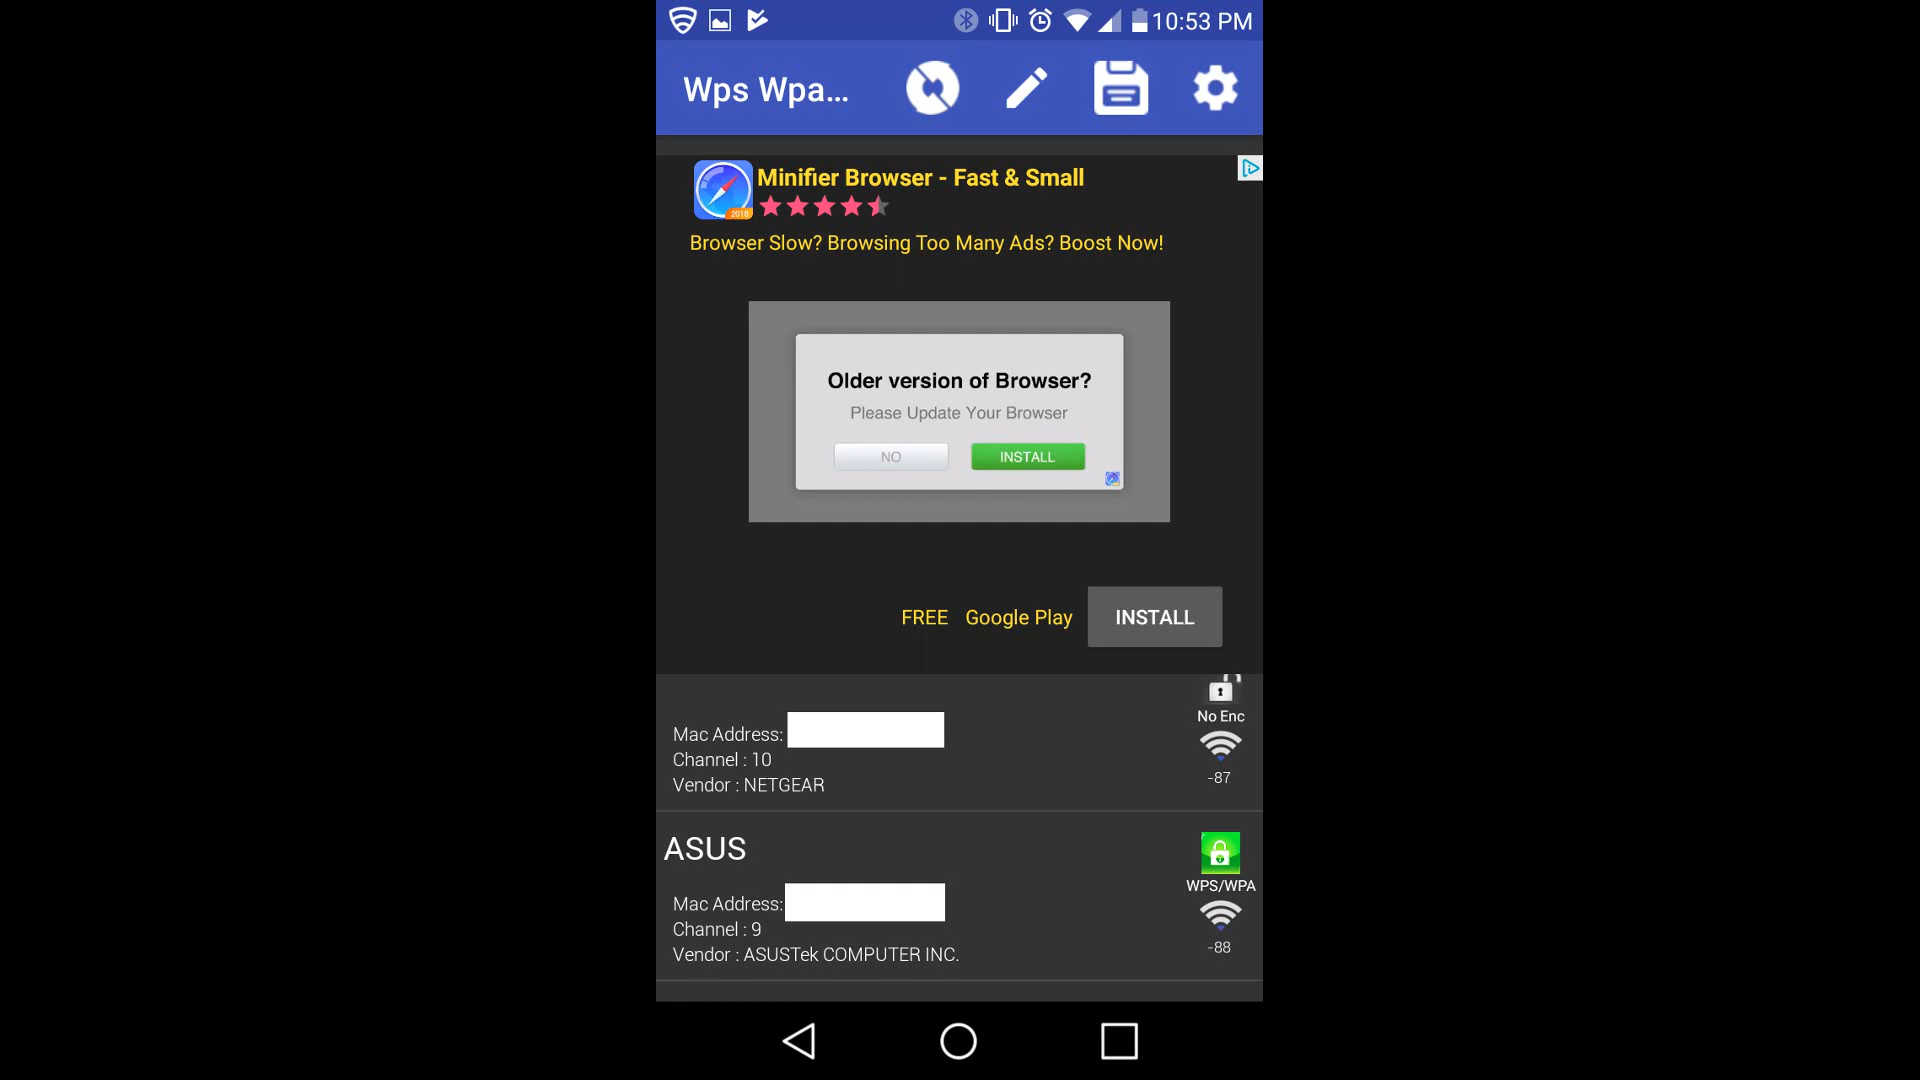 10:53 PM
Wps Wpa...
Minifier Browser - Fast & Small
2018
Browser Slow? Browsing Too Many Ads? Boost Now!
Older version of Browser?
Please Update Your Browser
NO
INSTALL
FREE Google Play INSTALL
No Enc
Mac Address:
Channel : 10
Vendor : NETGEAR
-87
ASUS
WPS/WPA
Mac Address:
Channel : 9
Vendor : ASUSTek COMPUTER INC.
-88